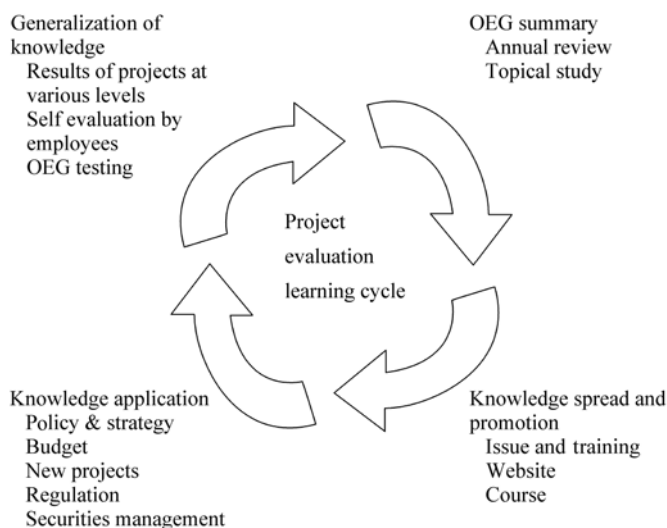 Generalization of
knowledge
Results of projects at
various levels
Self evaluation by
employees
OEG testing
OEG summary
Annual review
Topical study
Project
evaluation
learning cycle
Knowledge application
Policy & strategy
Budget
New projects
Regulation
Securities management
Knowledge spread and
promotion
Issue and training
Website
Course